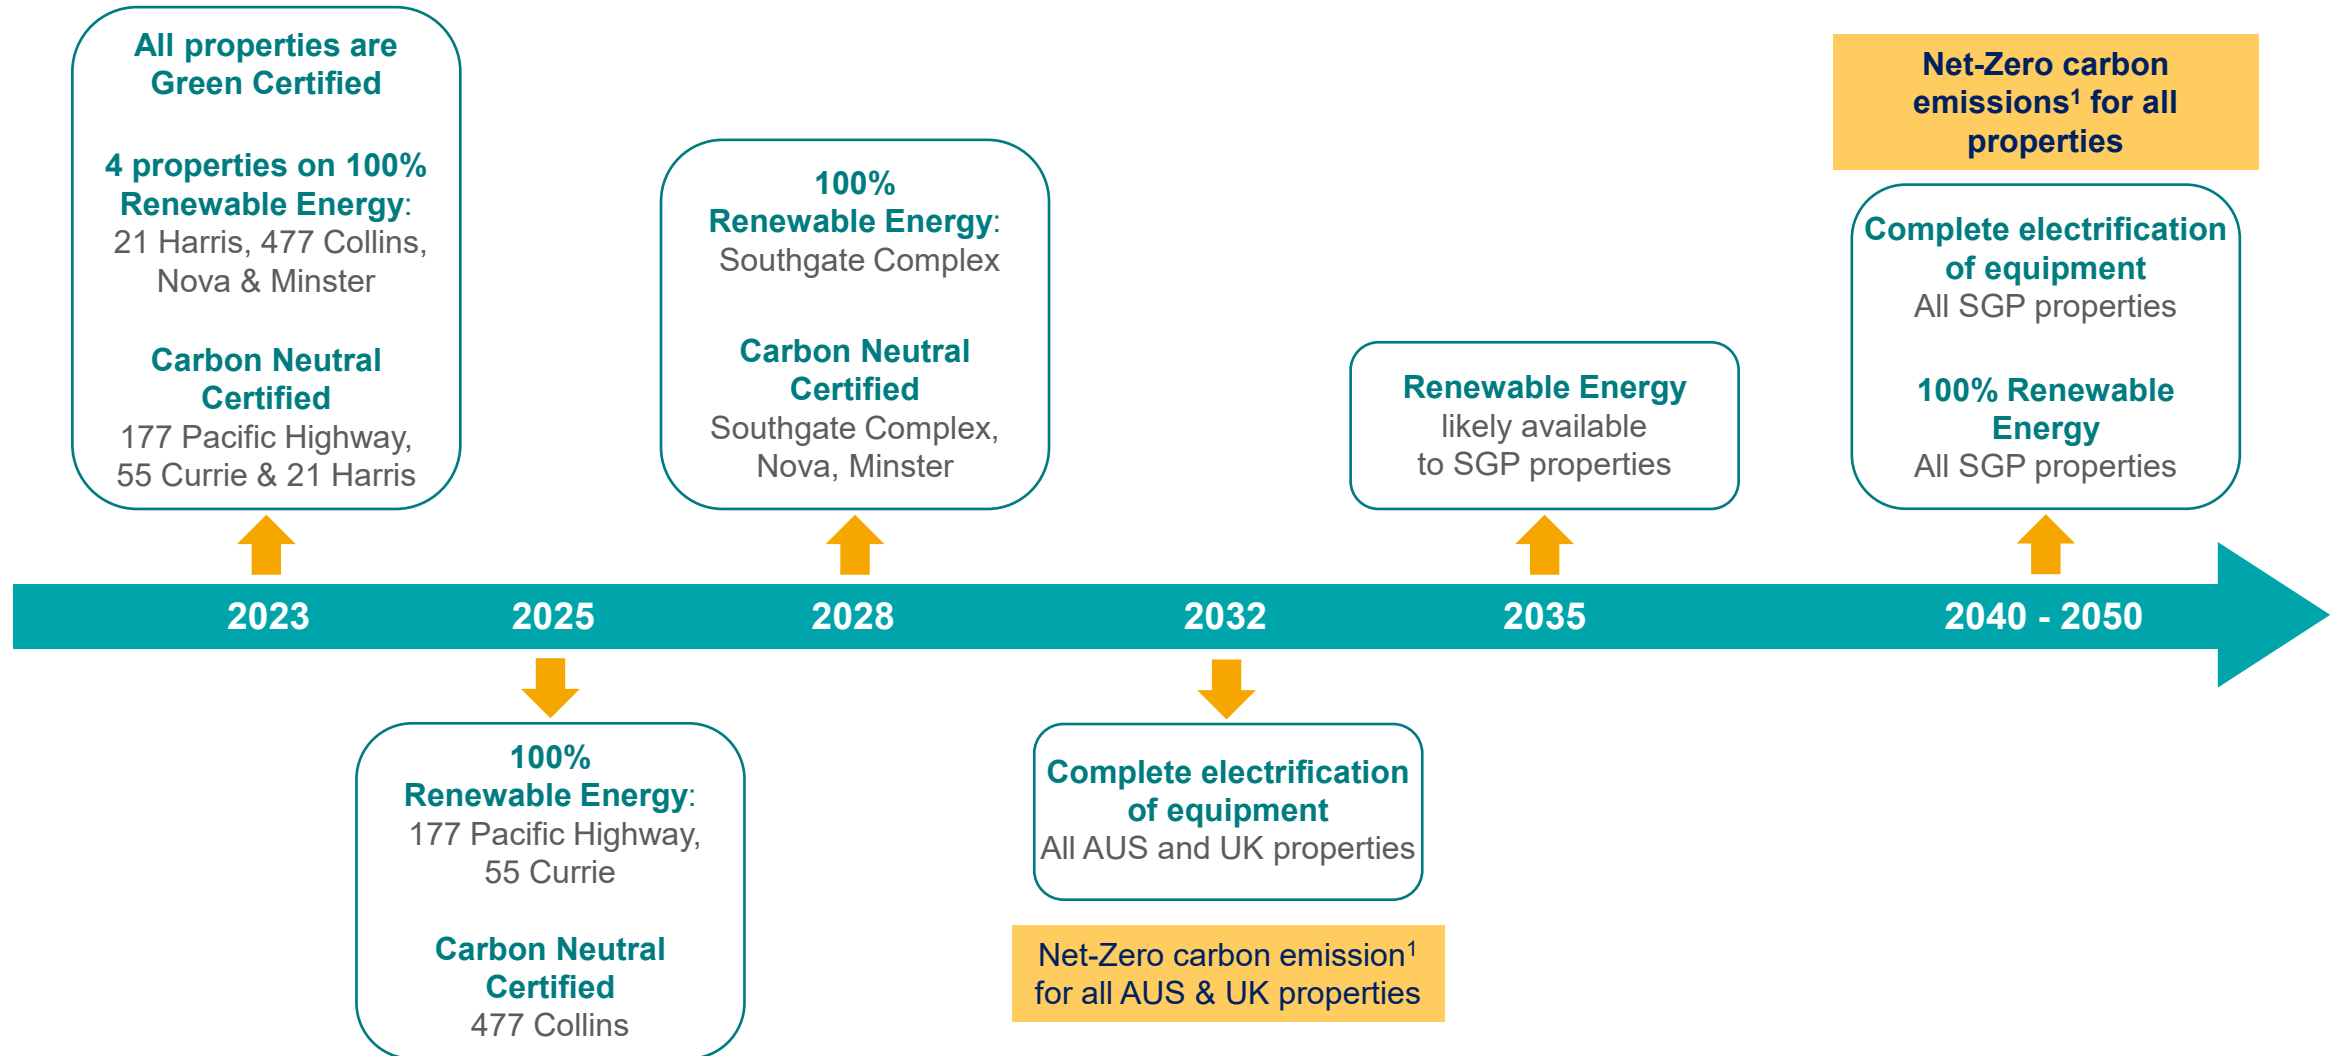 All properties are
Green Certified
4 properties on 100%
Renewable Energy:
21 Harris, 477 Collins,
Nova & Minster
Carbon Neutral
Certified
177 Pacific Highway,
55 Currie & 21 Harris
100%
Renewable Energy:
Southgate Complex
Carbon Neutral
Certified
Southgate Complex,
Nova, Minster
Renewable Energy
likely available
to SGP properties
Net-Zero carbon
emissions¹ for all
properties
Complete electrification
of equipment
All SGP properties
100% Renewable
Energy
All SGP properties
2023 2025 2028 2032 2035 2040 - 2050
100%
Renewable Energy:
177 Pacific Highway,
55 Currie
Carbon Neutral
Certified
477 Collins
Complete electrification
of equipment
All AUS and UK properties
Net-Zero carbon emission¹
for all AUS & UK properties